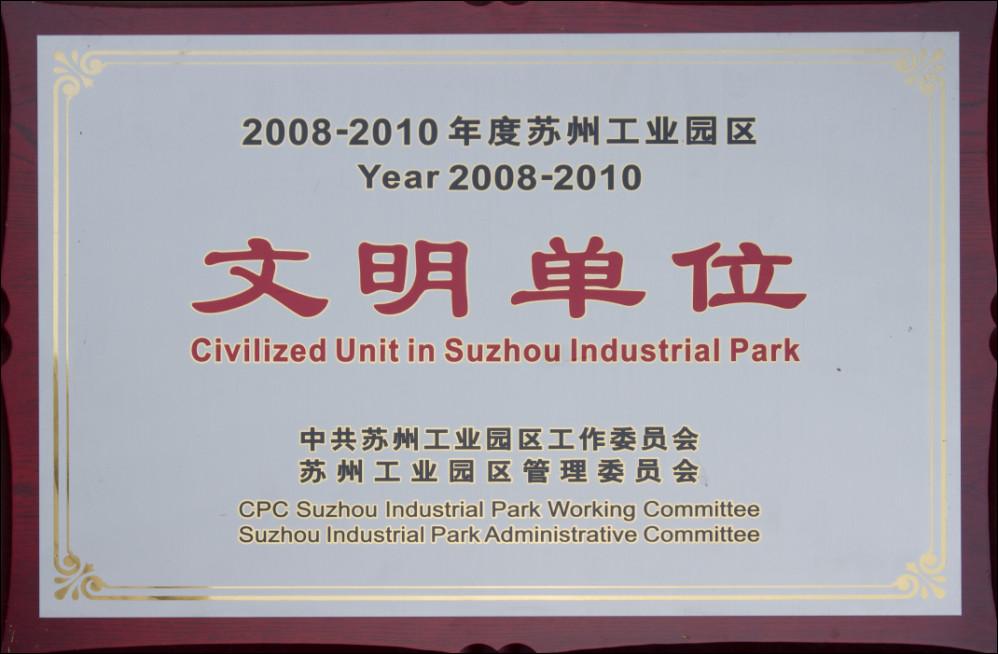 2008-2010年度苏州工业园区
Year 2008-2010
文明单位
Civilized Unit in Suzhou Industrial Park
中共苏州工业园区工作委员会
苏州工业园区管理委员会
CPC Suzhou Industrial Park Working Committee
Suzhou Industrial Park Administrative Committee